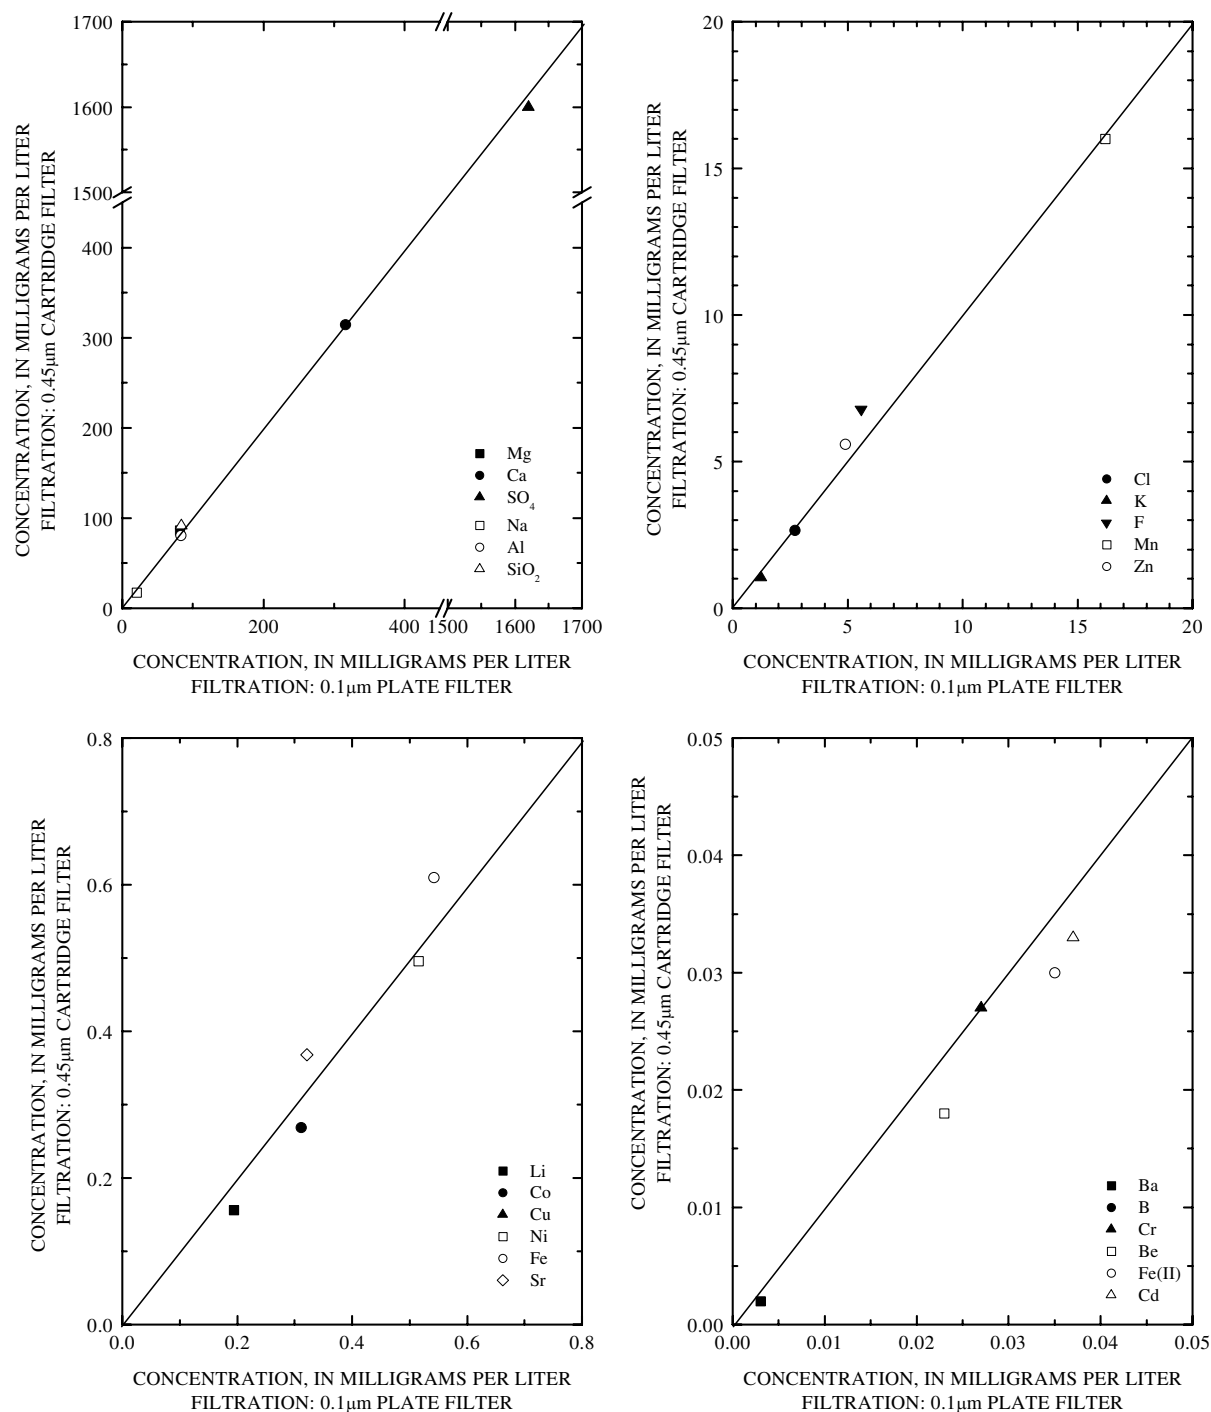 1700
1600
1500
400
300
200
100
0
0
200
400
1500
1600
1700
CONCENTRATION, IN MILLIGRAMS PER LITER
FILTRATION: 0.45µm CARTRIDGE FILTER
Mg
Ca
SO4
Na
Al
SiO2
CONCENTRATION, IN MILLIGRAMS PER LITER
FILTRATION: 0.1µm PLATE FILTER
20
15
10
5
0
0
5
10
15
20
CONCENTRATION, IN MILLIGRAMS PER LITER
FILTRATION: 0.45µm CARTRIDGE FILTER
Cl
K
F
Mn
Zn
CONCENTRATION, IN MILLIGRAMS PER LITER
FILTRATION: 0.1µm PLATE FILTER
0.8
0.6
0.4
0.2
0.0
0.0
0.2
0.4
0.6
0.8
CONCENTRATION, IN MILLIGRAMS PER LITER
FILTRATION: 0.45µm CARTRIDGE FILTER
Li
Co
Cu
Ni
Fe
Sr
CONCENTRATION, IN MILLIGRAMS PER LITER
FILTRATION: 0.1µm PLATE FILTER
0.05
0.04
0.03
0.02
0.01
0.00
0.00
0.01
0.02
0.03
0.04
0.05
CONCENTRATION, IN MILLIGRAMS PER LITER
FILTRATION: 0.45µm CARTRIDGE FILTER
Ba
B
Cr
Be
Fe(II)
Cd
CONCENTRATION, IN MILLIGRAMS PER LITER
FILTRATION: 0.1µm PLATE FILTER